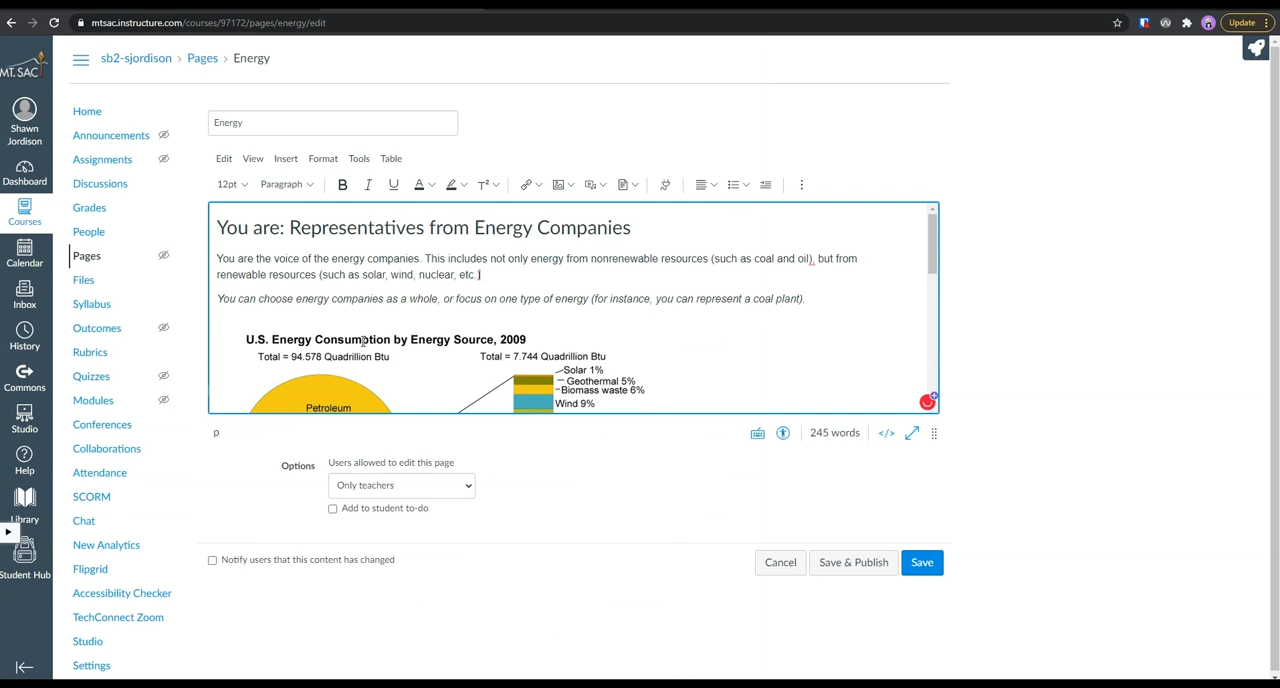 mtsac.instructure.com/courses/97172/pages/energy/edit
Update
MT. SAC
Shawn
Jordison
Dashboard
Courses
Calendar
Inbox
History
Commons
Studio
Help
Library
Student Hub
sb2-sjordison > Pages > Energy
Home
Announcements
Assignments
Discussions
Grades
People
Pages
Files
Syllabus
Outcomes
Rubrics
Quizzes
Modules
Conferences
Collaborations
Attendance
SCORM
Chat
New Analytics
Flipgrid
Accessibility Checker
TechConnect Zoom
Studio
Settings
Energy
Edit View Insert Format Tools Table
12pt Paragraph B I U A T²
You are: Representatives from Energy Companies
You are the voice of the energy companies. This includes not only energy from nonrenewable resources (such as coal and oil), but from
renewable resources (such as solar, wind, nuclear, etc.)
You can choose energy companies as a whole, or focus on one type of energy (for instance, you can represent a coal plant).
U.S. Energy Consumption by Energy Source, 2009
Total = 94.578 Quadrillion Btu Total = 7.744 Quadrillion Btu
Solar 1%
Geothermal 5%
Biomass waste 6%
Wind 9%
Petroleum
p
245 words
</>
Options
Users allowed to edit this page
Only teachers
Add to student to-do
Notify users that this content has changed
Cancel
Save & Publish
Save